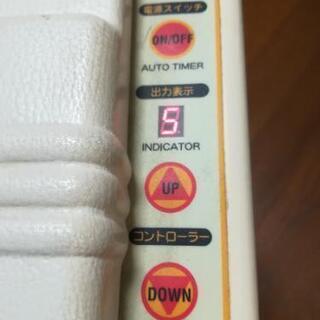 電源スイッチ
ON/OFF
AUTO TIMER
出力表示
5
INDICATOR
UP
コントローラー
DOWN